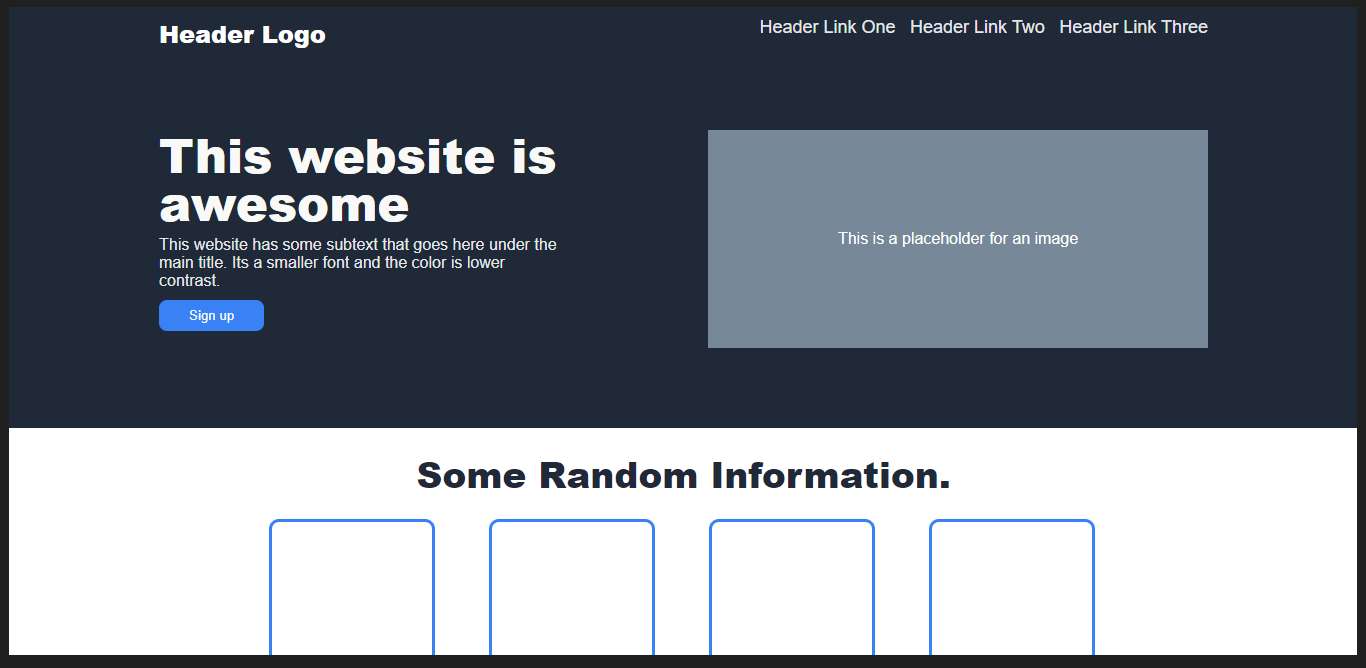 Header Logo
Header Link One Header Link Two Header Link Three
This website is
awesome
This website has some subtext that goes here under the
main title. Its a smaller font and the color is lower
contrast.
Sign up
This is a placeholder for an image
Some Random Information.